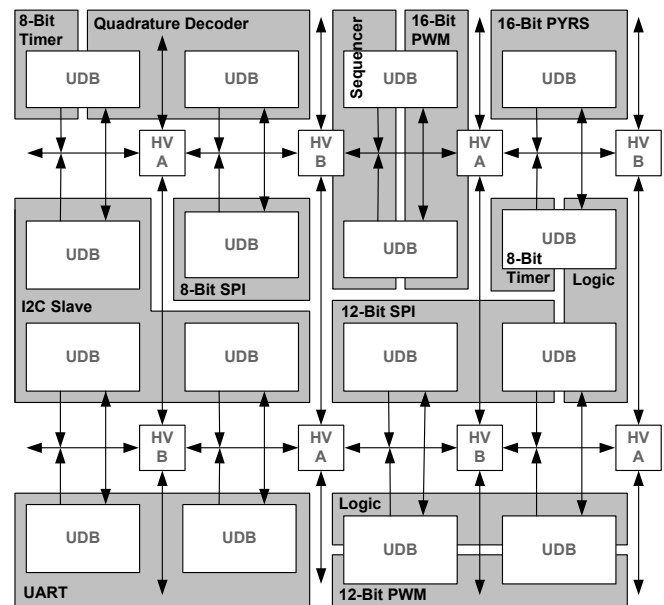 8-Bit
Timer
Quadrature Decoder
Sequencer
16-Bit
PWM
16-Bit PYRS
UDB
UDB
UDB
UDB
HV
A
HV
B
HV
A
HV
B
UDB
UDB
UDB
UDB
8-Bit
Timer
Logic
8-Bit SPI
I2C Slave
12-Bit SPI
UDB
UDB
UDB
UDB
HV
B
HV
A
HV
B
HV
A
Logic
UDB
UDB
UDB
UDB
UART
12-Bit PWM